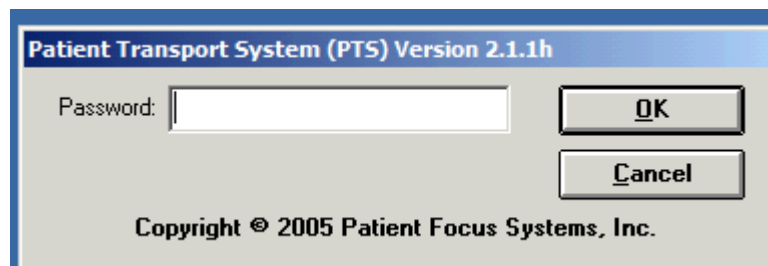 Patient Transport System (PTS) Version 2.1.1h
Password:
OK
Cancel
Copyright © 2005 Patient Focus Systems, Inc.